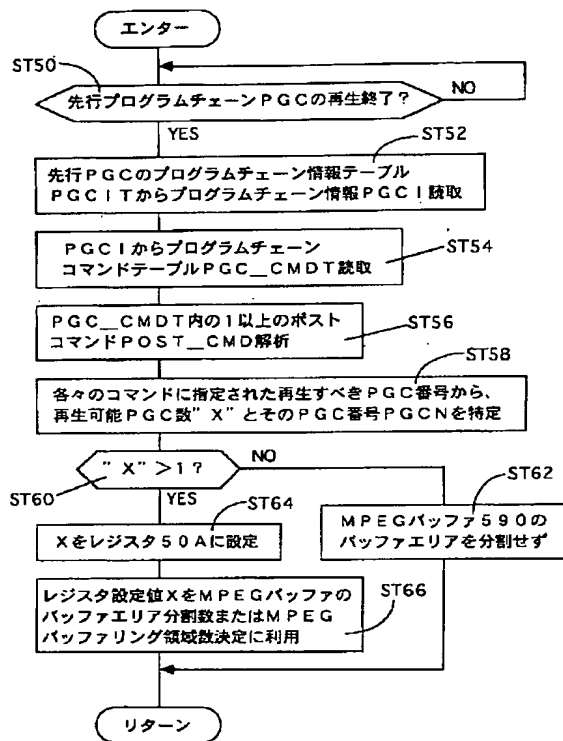 エンター
ST50
先行プログラムチェーンPGCの再生終了?
NO
YES
ST52
先行PGCのプログラムチェーン情報テーブル
PGCITからプログラムチェーン情報PGCI読取
PGCIからプログラムチェーン
コマンドテーブルPGC__CMDT読取
ST54
PGC__CMDT内の1以上のポスト
コマンドPOST__CMD解析
ST56
ST58
各々のコマンドに指定された再生すべきPGC番号から、
再生可能PGC数"X"とそのPGC番号PGCNを特定
"X">1?
NO
ST60
YES
ST62
ST64
Xをレジスタ50Aに設定
MPEGバッファ590の
バッファエリアを分割せず
レジスタ設定値XをMPEGバッファの
バッファエリア分割数またはMPEG
バッファリング領域数決定に利用
ST66
リターン